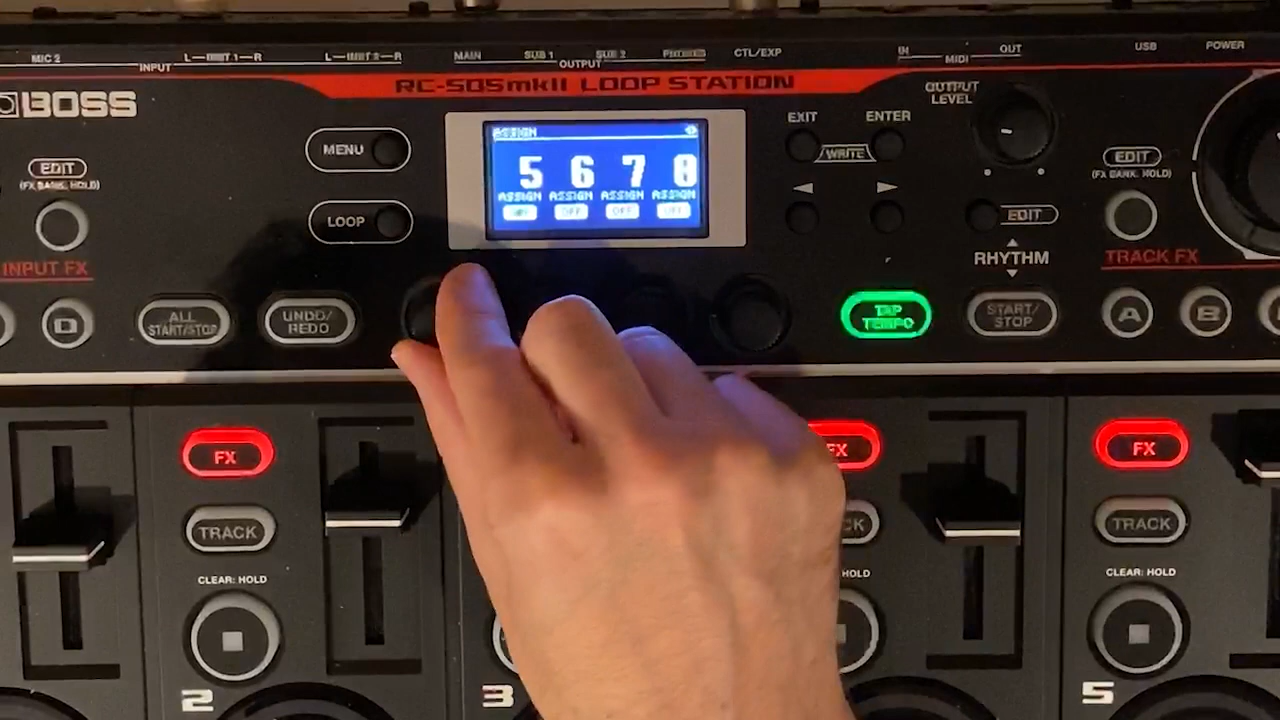 MIC 2
L—INPUT 1—R
L—INPUT 2—R
INPUT
MAIN
SUB 1
SUB 2
PHONES
OUTPUT
CTL/EXP
IN
MIDI
OUT
USB
POWER
BOSS
RC-505mkII LOOP STATION
OUTPUT
LEVEL
EDIT
(FX BANK, HOLD)
MENU
LOOP
ASSIGN
5 6 7 8
ASSIGN ASSIGN ASSIGN ASSIGN
OFF OFF OFF
EXIT
ENTER
WRITE
EDIT
RHYTHM
EDIT
(FX BANK, HOLD)
INPUT FX
TRACK FX
D
ALL
START/STOP
UNDO/
REDO
TAP
TEMPO
START/
STOP
A
B
FX
FX
FX
TRACK
CK
TRACK
CLEAR: HOLD
HOLD
CLEAR: HOLD
2
3
5